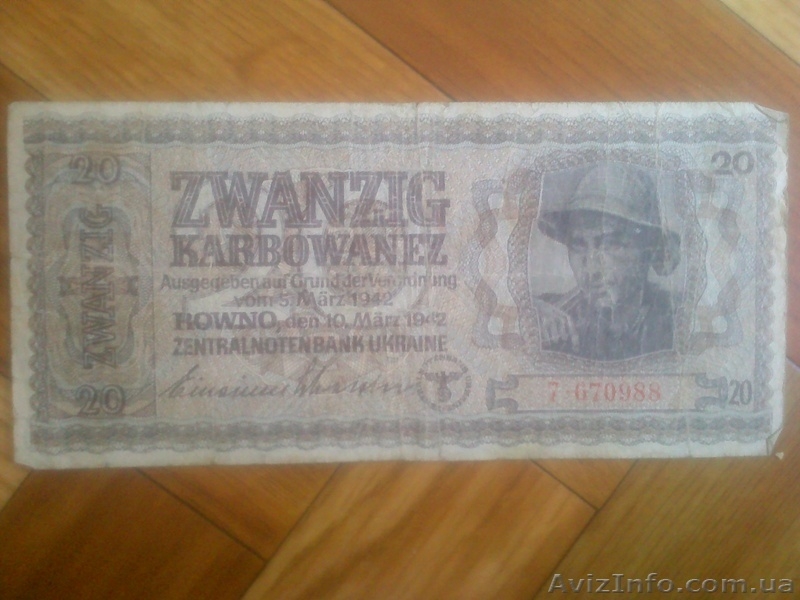 20
ZWANZIG
20
ZWANZIG
KARBOWANEZ
Ausgegeben auf Grund der Verordnung
vom 5. März 1942
ROWNO, den 10. März 1942
ZENTRALNOTENBANK UKRAINE
20
7·670988
20
AvizInfo.com.ua